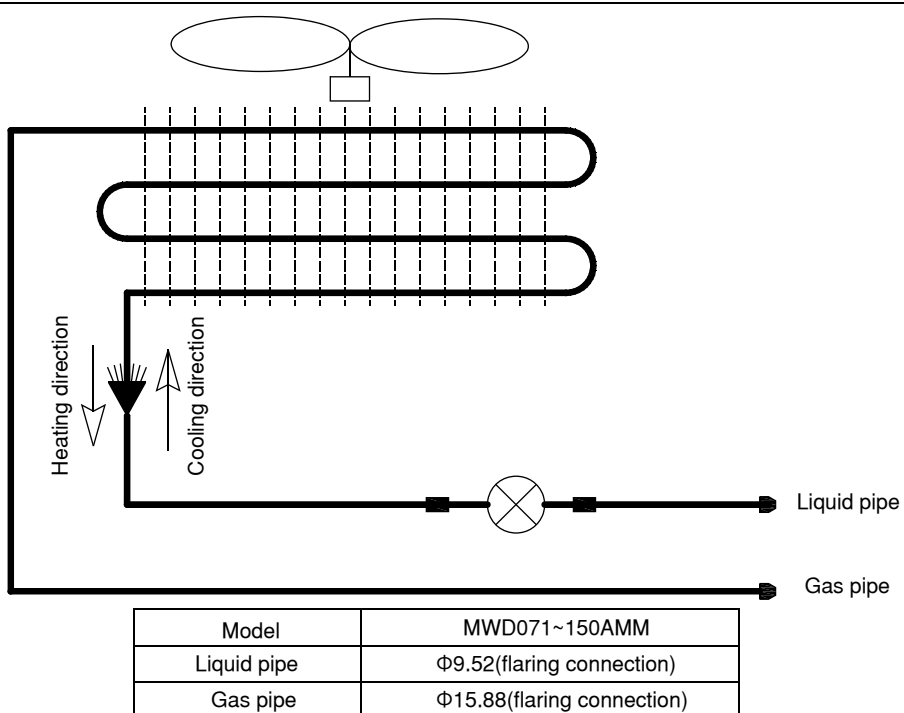 Heating direction
Cooling direction
Liquid pipe
Gas pipe
Model MWD071~150AMM
Liquid pipe Φ9.52(flaring connection)
Gas pipe Φ15.88(flaring connection)